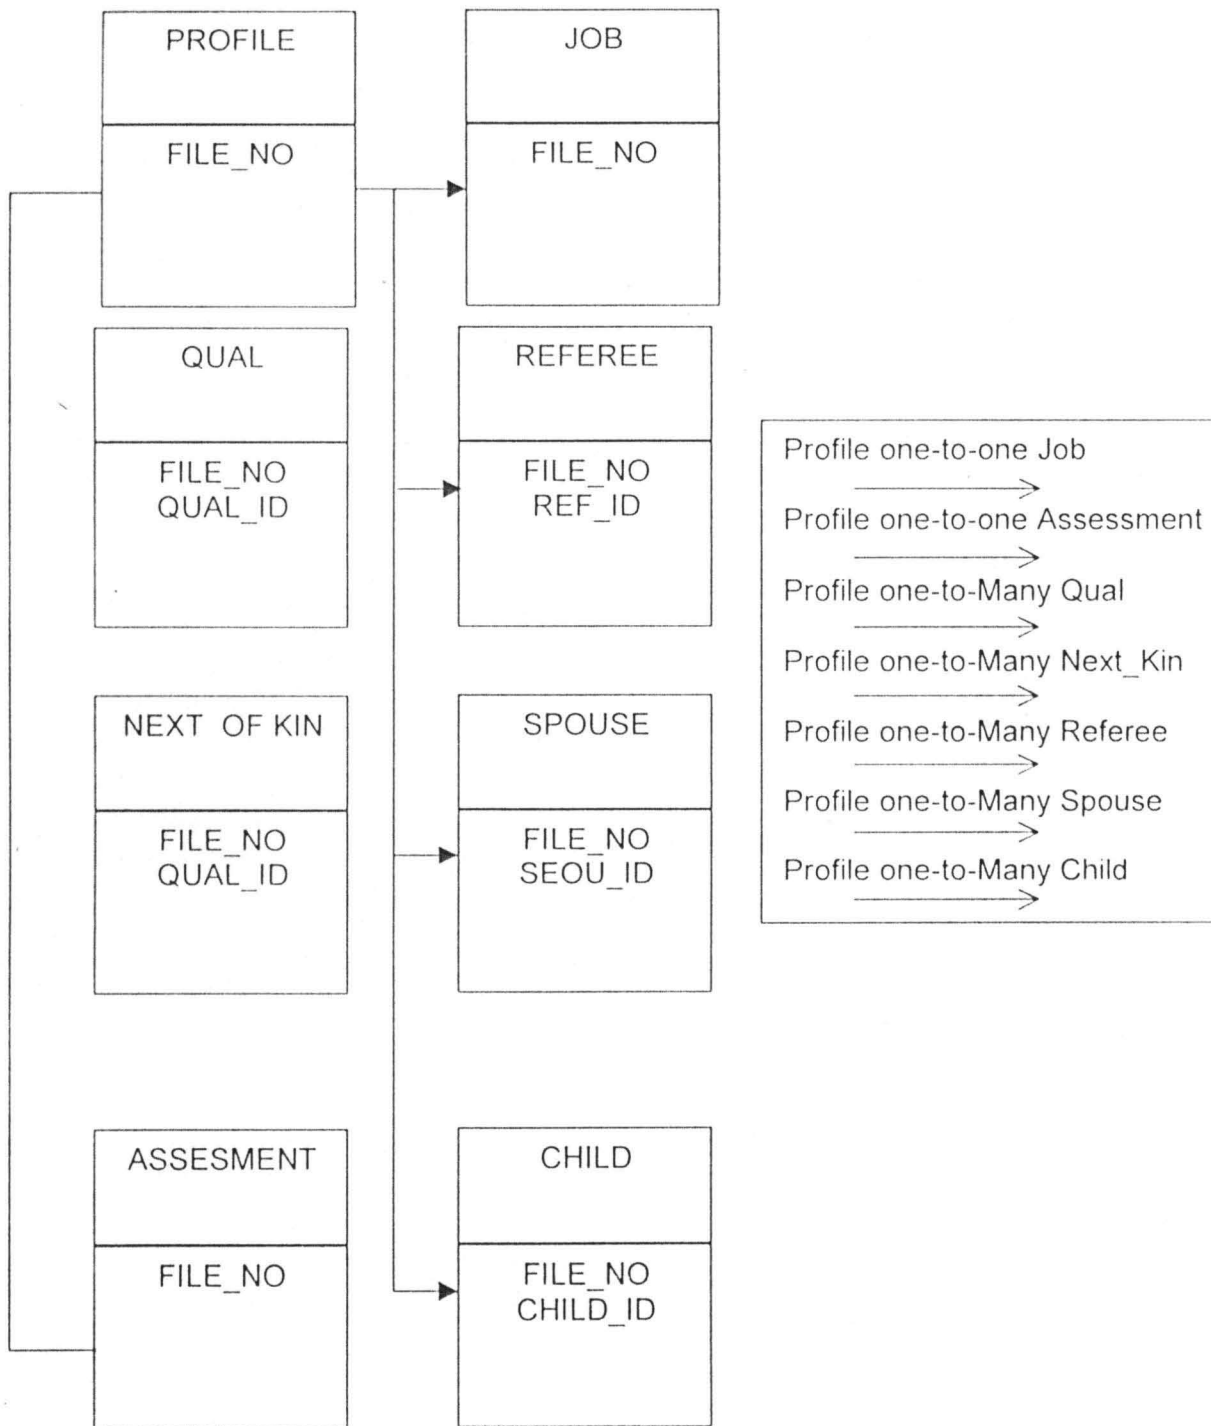 PROFILE
FILE_NO
JOB
FILE_NO
QUAL
FILE_NO
QUAL_ID
REFEREE
FILE_NO
REF_ID
NEXT OF KIN
FILE_NO
QUAL_ID
SPOUSE
FILE_NO
SEOU_ID
ASSESMENT
FILE_NO
CHILD
FILE_NO
CHILD_ID
Profile one-to-one Job
Profile one-to-one Assessment
Profile one-to-Many Qual
Profile one-to-Many Next_Kin
Profile one-to-Many Referee
Profile one-to-Many Spouse
Profile one-to-Many Child